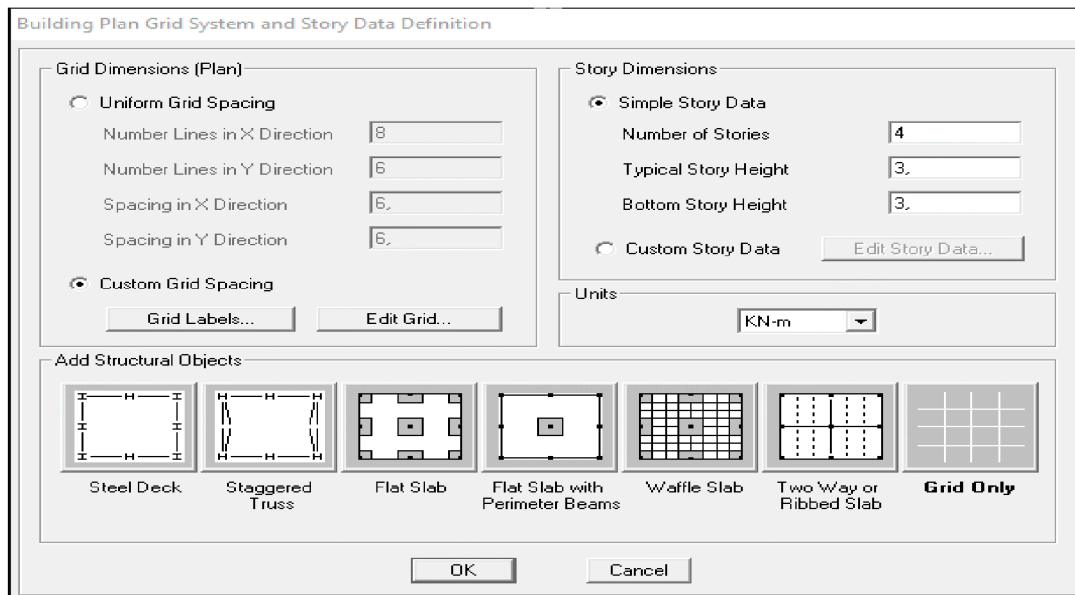 Building Plan Grid System and Story Data Definition
Grid Dimensions (Plan)
Uniform Grid Spacing
Number Lines in X Direction 8
Number Lines in Y Direction 6
Spacing in X Direction 6,
Spacing in Y Direction 6,
Custom Grid Spacing
Grid Labels... Edit Grid...
Story Dimensions
Simple Story Data
Number of Stories 4
Typical Story Height 3,
Bottom Story Height 3,
Custom Story Data Edit Story Data...
Units
KN-m
Add Structural Objects
Steel Deck
Staggered
Truss
Flat Slab
Flat Slab with
Perimeter Beams
Waffle Slab
Two Way or
Ribbed Slab
Grid Only
OK Cancel